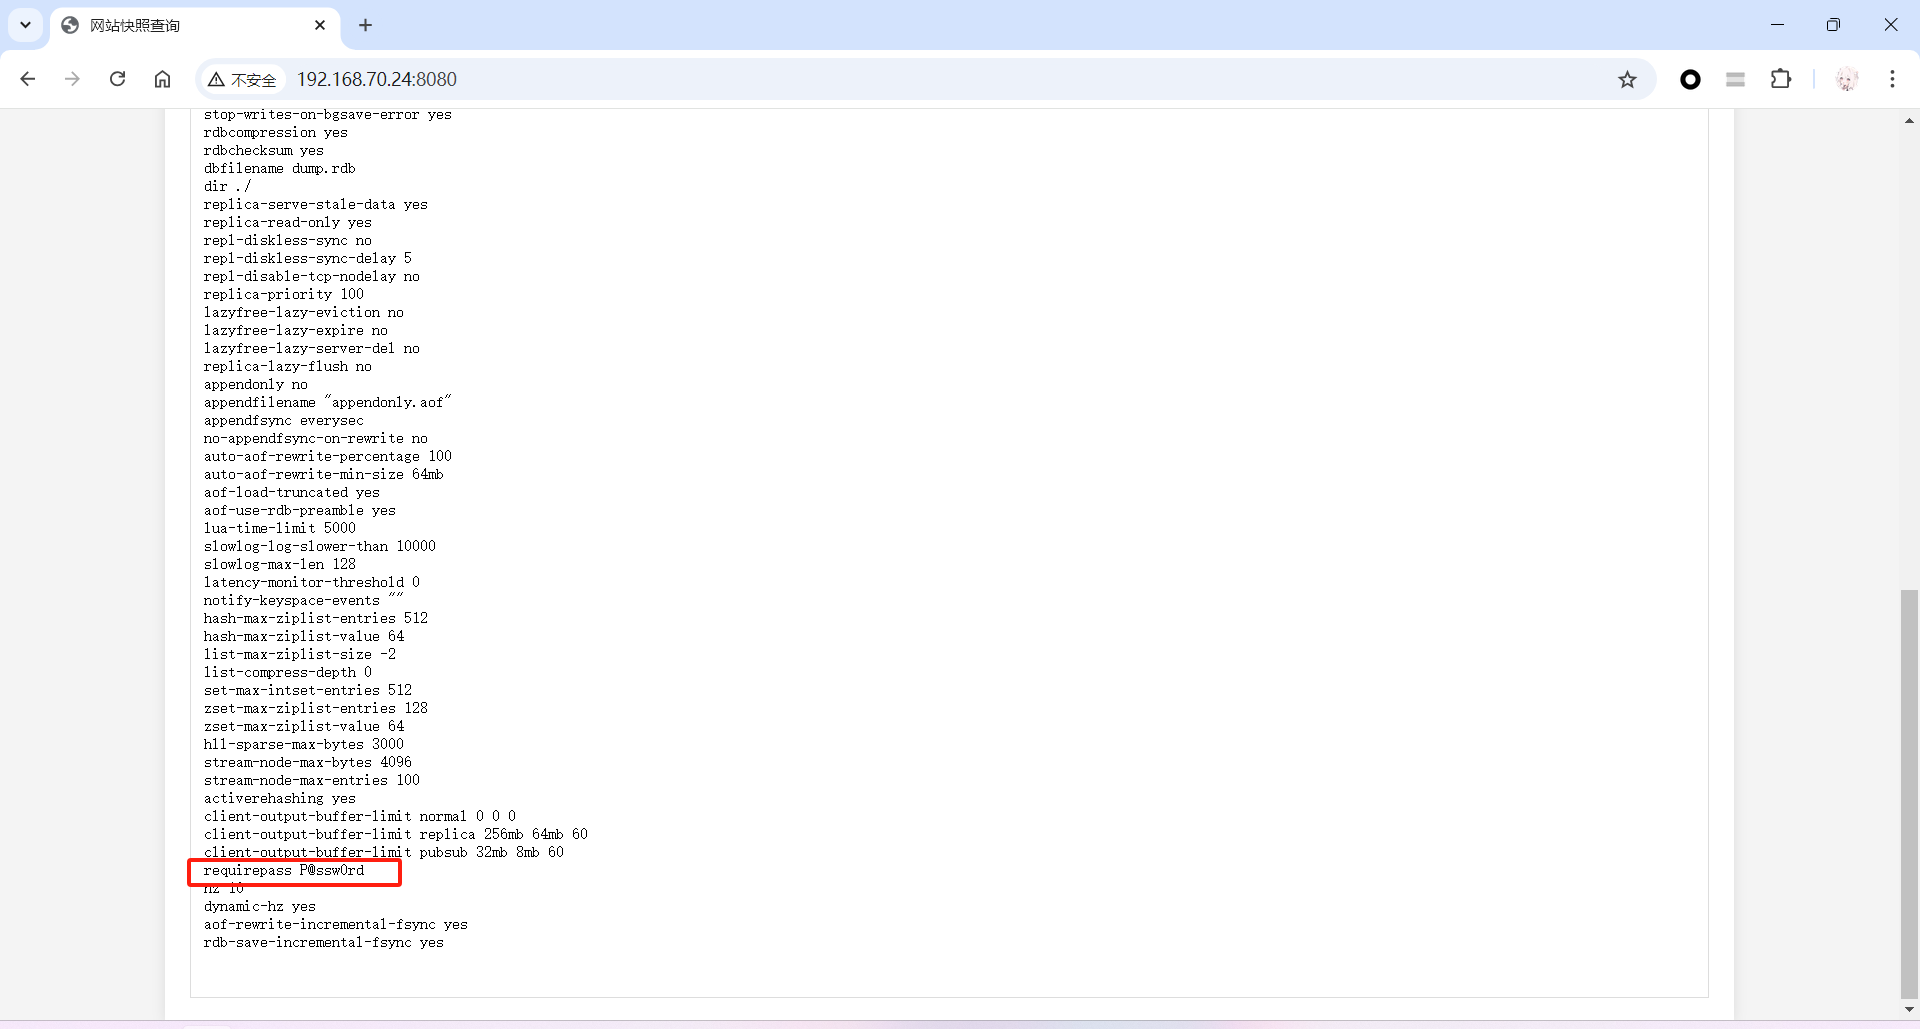 网站快照查询
不安全
192.168.70.24:8080
stop-writes-on-bgsave-error yes
rdbcompression yes
rdbchecksum yes
dbfilename dump.rdb
dir ./
replica-serve-stale-data yes
replica-read-only yes
repl-diskless-sync no
repl-diskless-sync-delay 5
repl-disable-tcp-nodelay no
replica-priority 100
lazyfree-lazy-eviction no
lazyfree-lazy-expire no
lazyfree-lazy-server-del no
replica-lazy-flush no
appendonly no
appendfilename "appendonly.aof"
appendfsync everysec
no-appendfsync-on-rewrite no
auto-aof-rewrite-percentage 100
auto-aof-rewrite-min-size 64mb
aof-load-truncated yes
aof-use-rdb-preamble yes
lua-time-limit 5000
slowlog-log-slower-than 10000
slowlog-max-len 128
latency-monitor-threshold 0
notify-keyspace-events ""
hash-max-ziplist-entries 512
hash-max-ziplist-value 64
list-max-ziplist-size -2
list-compress-depth 0
set-max-intset-entries 512
zset-max-ziplist-entries 128
zset-max-ziplist-value 64
hll-sparse-max-bytes 3000
stream-node-max-bytes 4096
stream-node-max-entries 100
activerehashing yes
client-output-buffer-limit normal 0 0 0
client-output-buffer-limit replica 256mb 64mb 60
client-output-buffer-limit pubsub 32mb 8mb 60
requirepass P@ssw0rd
hz 10
dynamic-hz yes
aof-rewrite-incremental-fsync yes
rdb-save-incremental-fsync yes